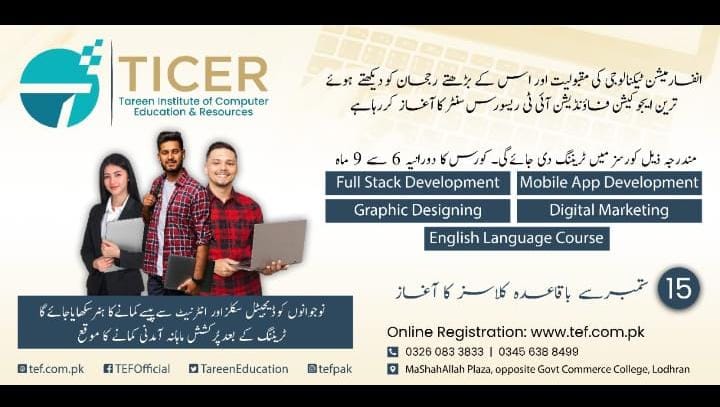 TICER
Tareen Institute of Computer
Education & Resources
انفارمیشن ٹیکنالوجی کی مقبولیت اور اس کے بڑھتے رجحان کو دیکھتے ہوئے
ترین ایجوکیشن فاؤنڈیشن آئی ٹی ریسورس سنٹر کا آغاز کر رہا ہے
مندرجہ ذیل کورسز میں ٹریننگ دی جائے گی۔ کورس کا دورانیہ 6 سے 9 ماہ
Full Stack Development
Mobile App Development
Graphic Designing
Digital Marketing
English Language Course
15 ستمبر سے باقاعدہ کلاسز کا آغاز
نوجوانوں کو ڈیجیٹل سکلز اور انٹرنیٹ سے پیسے کمانے کا ہنر سکھایا جائے گا
ٹریننگ کے بعد پُرکشش ماہانہ آمدنی کمانے کا موقع
Online Registration: www.tef.com.pk
0326 083 3833 | 0345 638 8499
MaShahAllah Plaza, opposite Govt Commerce College, Lodhran
tef.com.pk
TEFOfficial
TareenEducation
tefpak